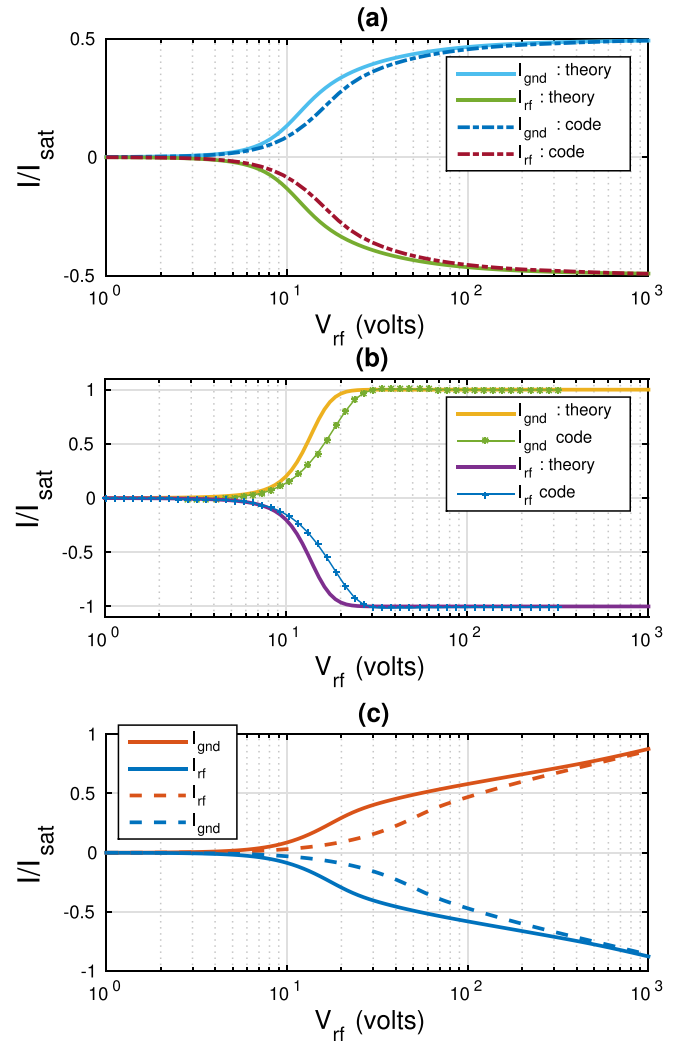 (a)
I/I_sat
0.5
0
-0.5
I_gnd : theory
I_rf : theory
I_gnd : code
I_rf : code
10^0 10^1 10^2 10^3
V_rf (volts)
(b)
I/I_sat
1
0.5
0
-0.5
-1
I_gnd : theory
I_gnd code
I_rf : theory
I_rf code
10^0 10^1 10^2 10^3
V_rf (volts)
(c)
I/I_sat
1
0.5
0
-0.5
-1
I_gnd
I_rf
I_rf
I_gnd
10^0 10^1 10^2 10^3
V_rf (volts)